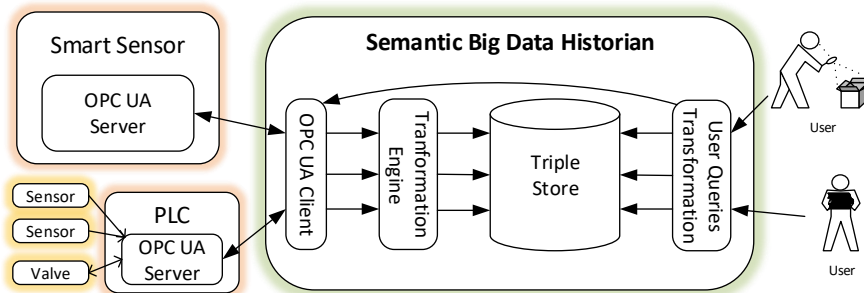 Smart Sensor
OPC UA
Server
Sensor
Sensor
Valve
PLC
OPC UA
Server
Semantic Big Data Historian
OPC UA Client
Tranformation
Engine
Triple
Store
User Queries
Transformation
User
User